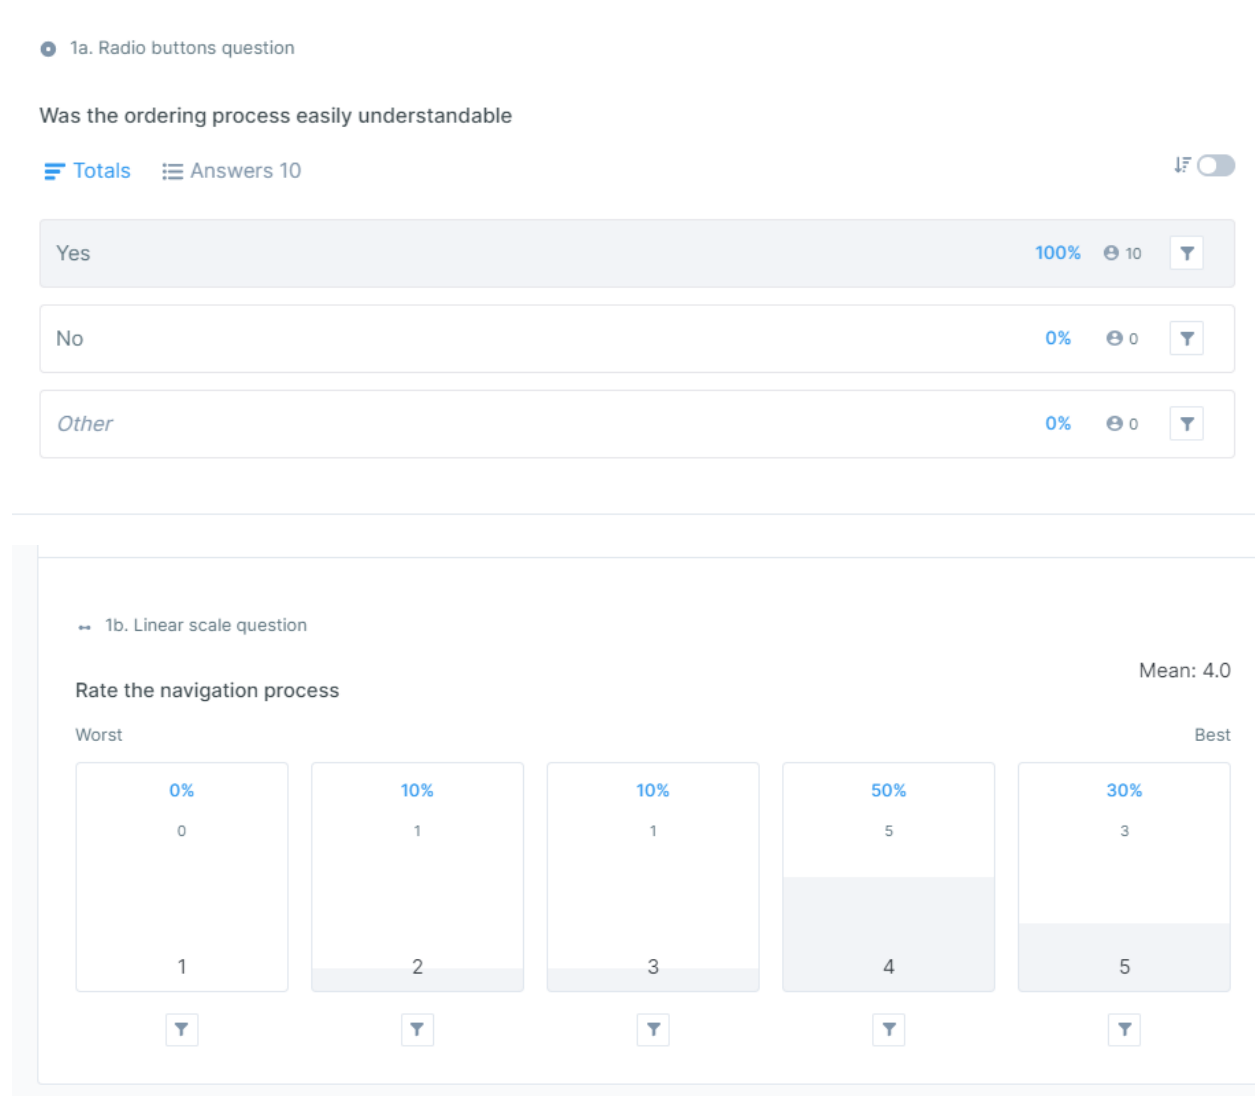 1a. Radio buttons question
Was the ordering process easily understandable
Totals Answers 10
Yes 100% 10
No 0% 0
Other 0% 0
1b. Linear scale question
Mean: 4.0
Rate the navigation process
Worst Best
0% 10% 10% 50% 30%
0 1 1 5 3
1 2 3 4 5